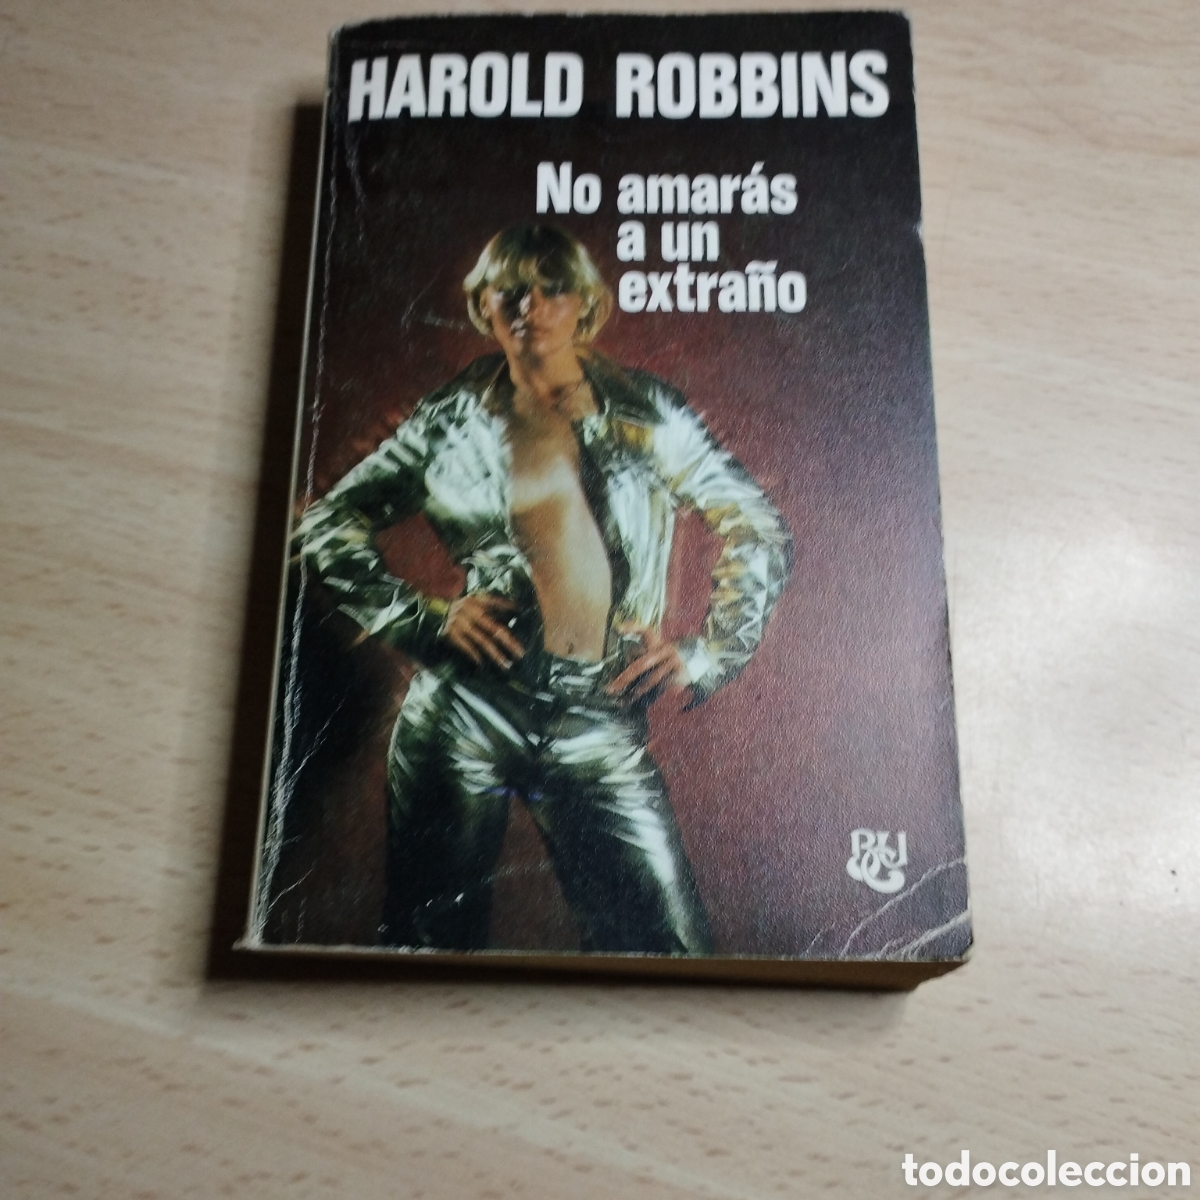 HAROLD ROBBINS
No amarás
a un
extraño
todocoleccion